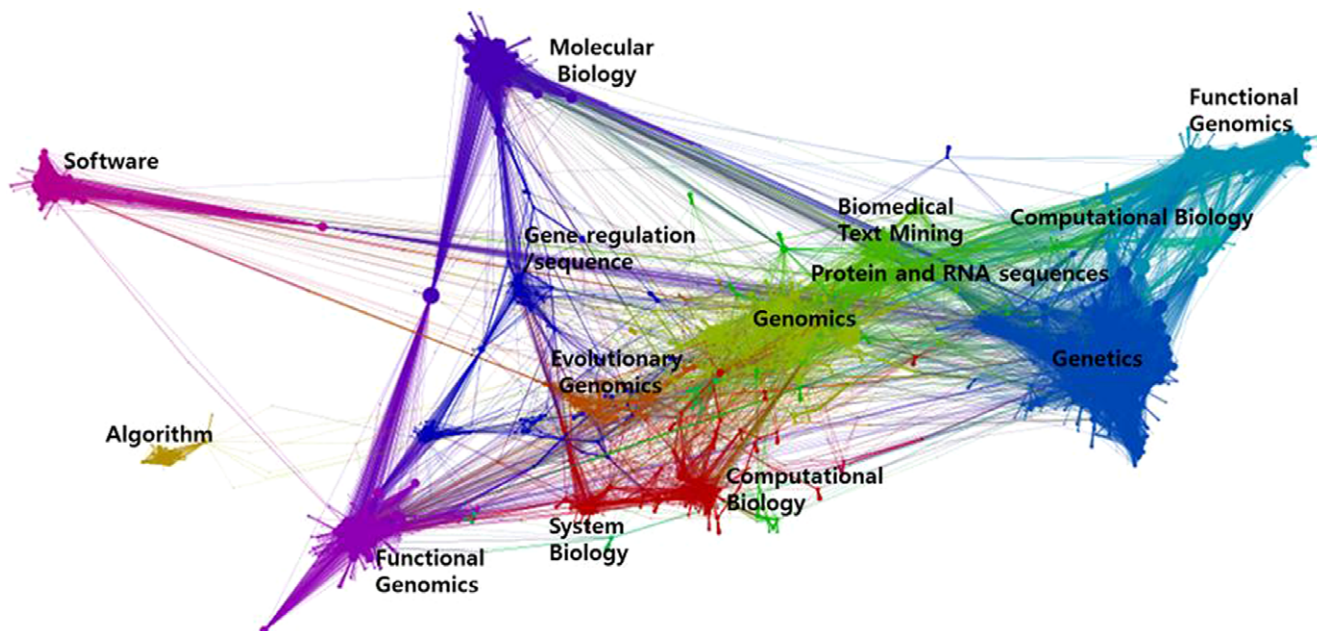 Molecular
Biology
Functional
Genomics
Software
Biomedical
Text Mining
Computational Biology
Gene regulation
/sequence
Protein and RNA sequences
Genomics
Evolutionary
Genomics
Genetics
Algorithm
Computational
Biology
System
Biology
Functional
Genomics